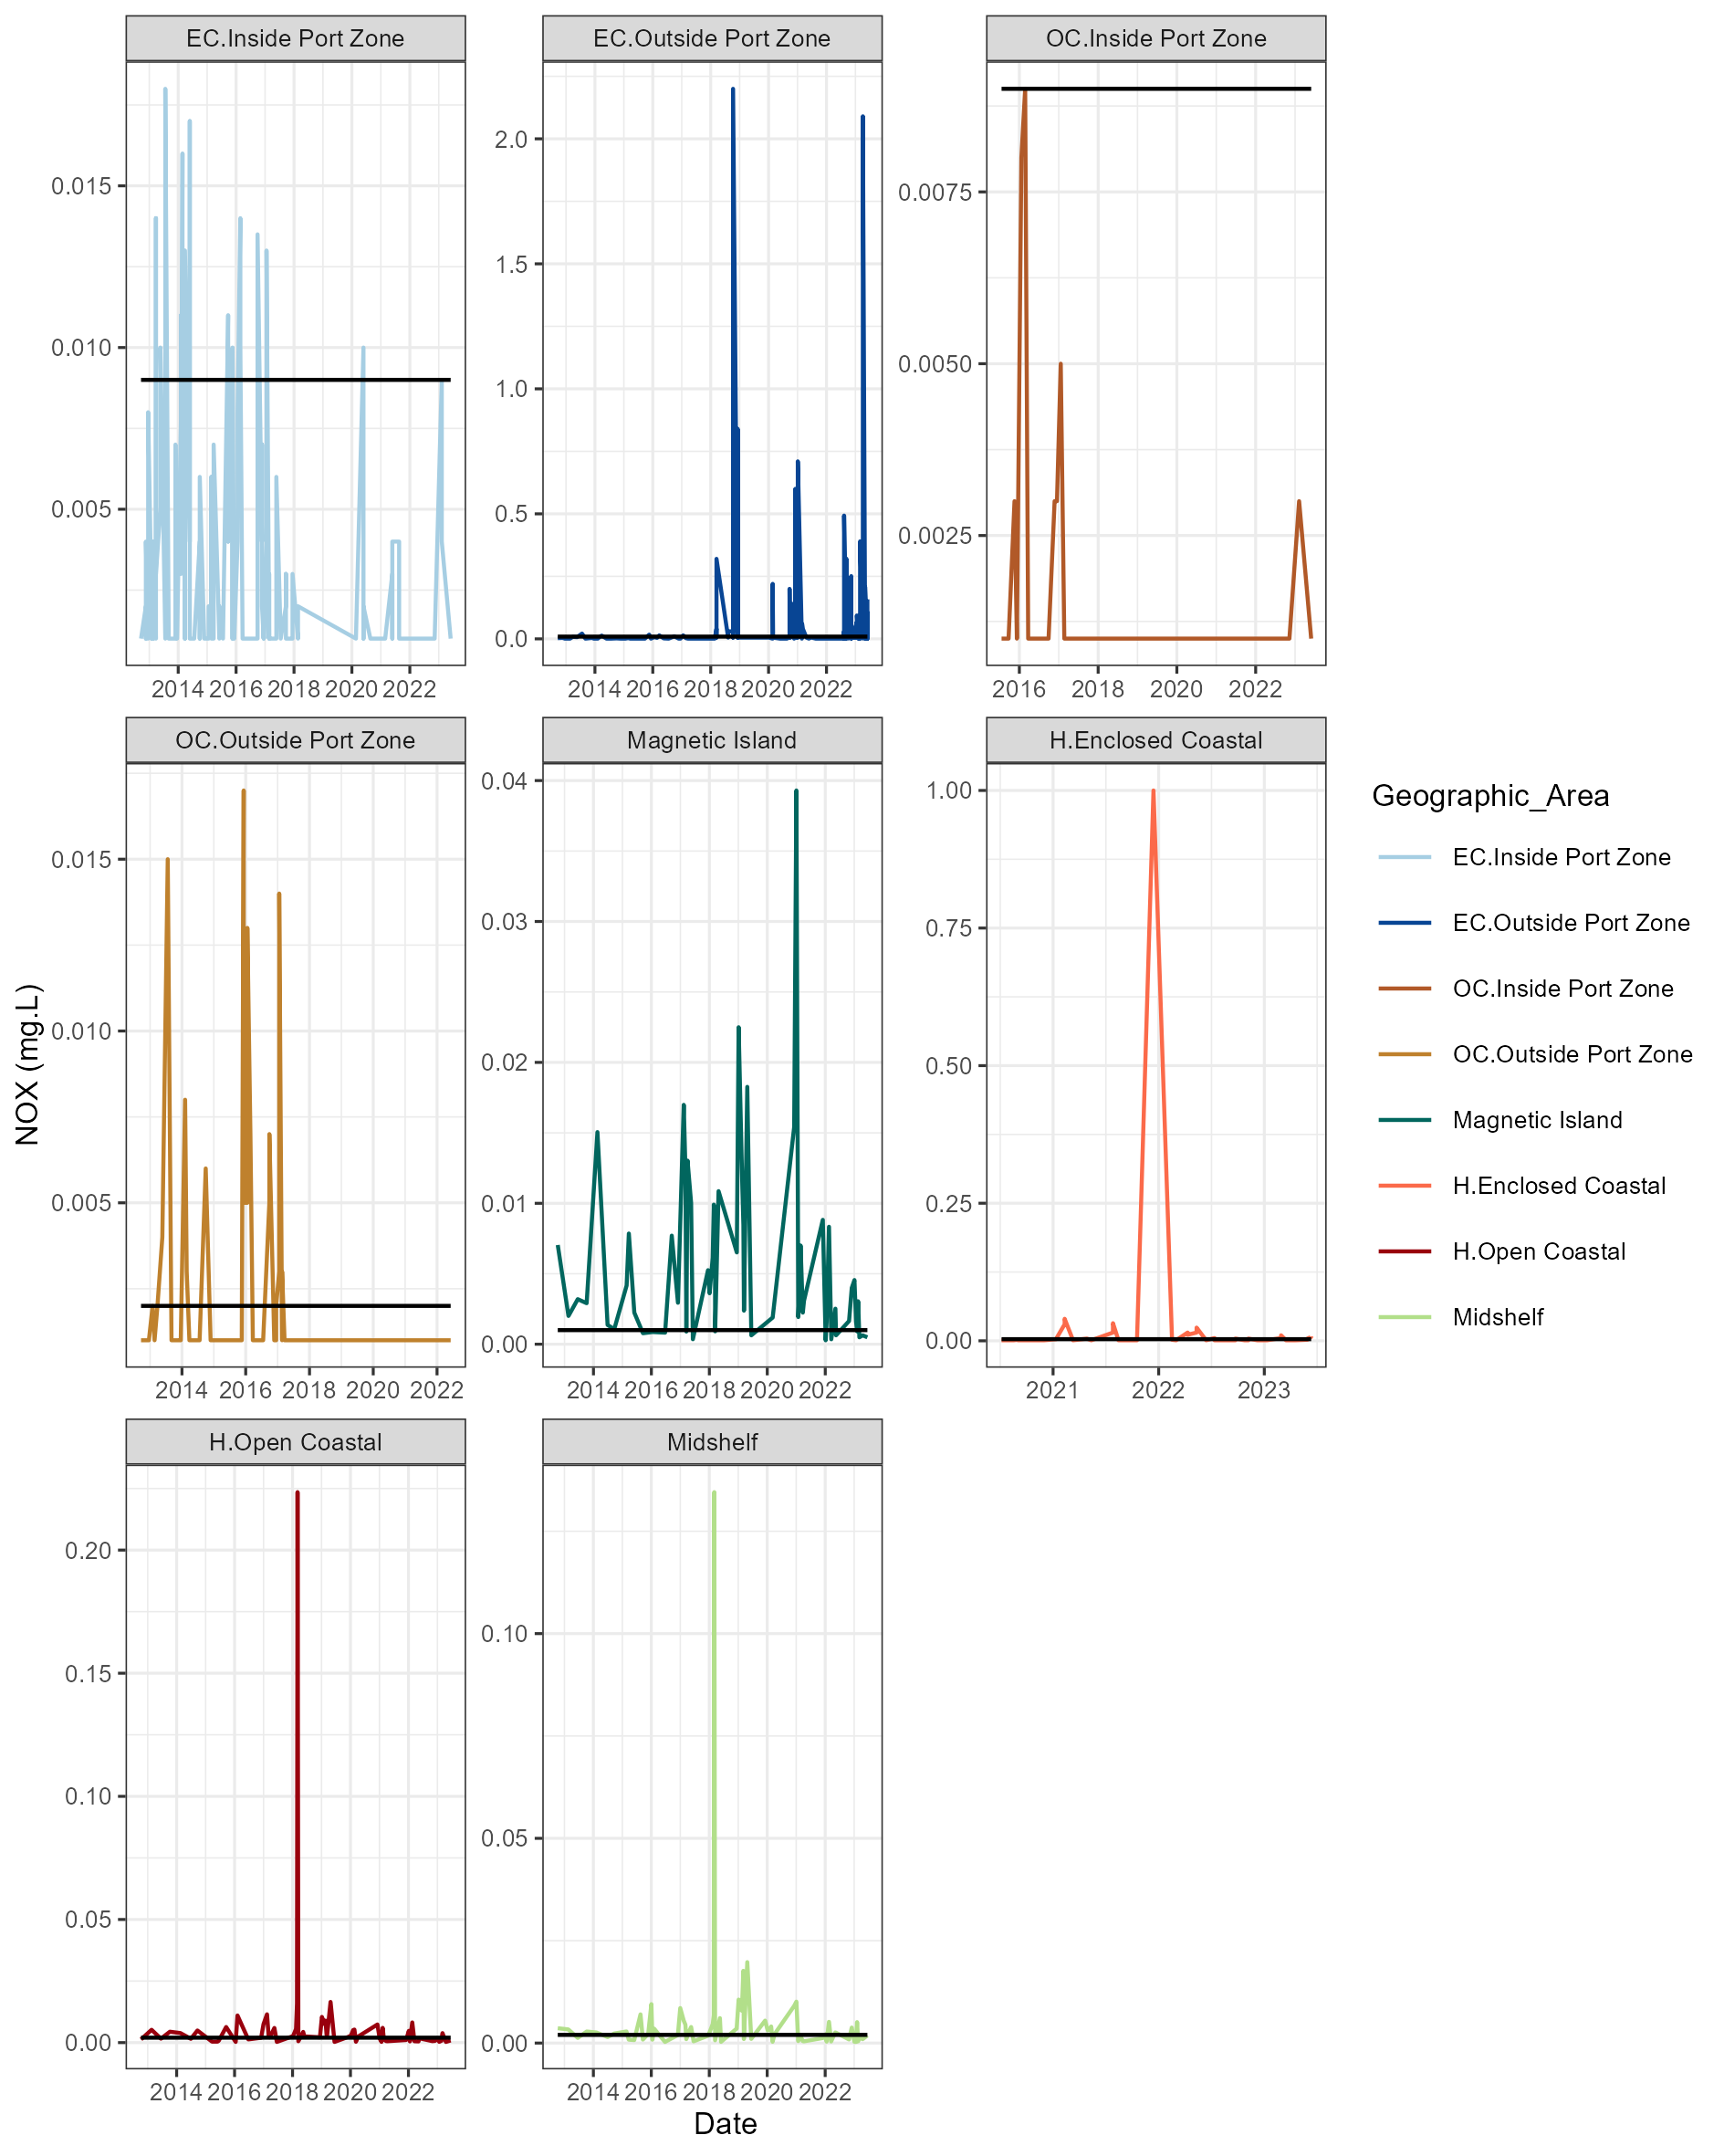 EC.Inside Port Zone
EC.Outside Port Zone
OC.Inside Port Zone
0.015
0.010
0.005
2014 2016 2018 2020 2022
2.0
1.5
1.0
0.5
0.0
2014 2016 2018 2020 2022
0.0075
0.0050
0.0025
2016 2018 2020 2022
OC.Outside Port Zone
Magnetic Island
H.Enclosed Coastal
0.015
0.010
0.005
2014 2016 2018 2020 2022
0.04
0.03
0.02
0.01
0.00
2014 2016 2018 2020 2022
1.00
0.75
0.50
0.25
0.00
2021 2022 2023
H.Open Coastal
Midshelf
0.20
0.15
0.10
0.05
0.00
2014 2016 2018 2020 2022
0.10
0.05
0.00
2014 2016 2018 2020 2022
NOX (mg.L)
Date
Geographic_Area
EC.Inside Port Zone
EC.Outside Port Zone
OC.Inside Port Zone
OC.Outside Port Zone
Magnetic Island
H.Enclosed Coastal
H.Open Coastal
Midshelf